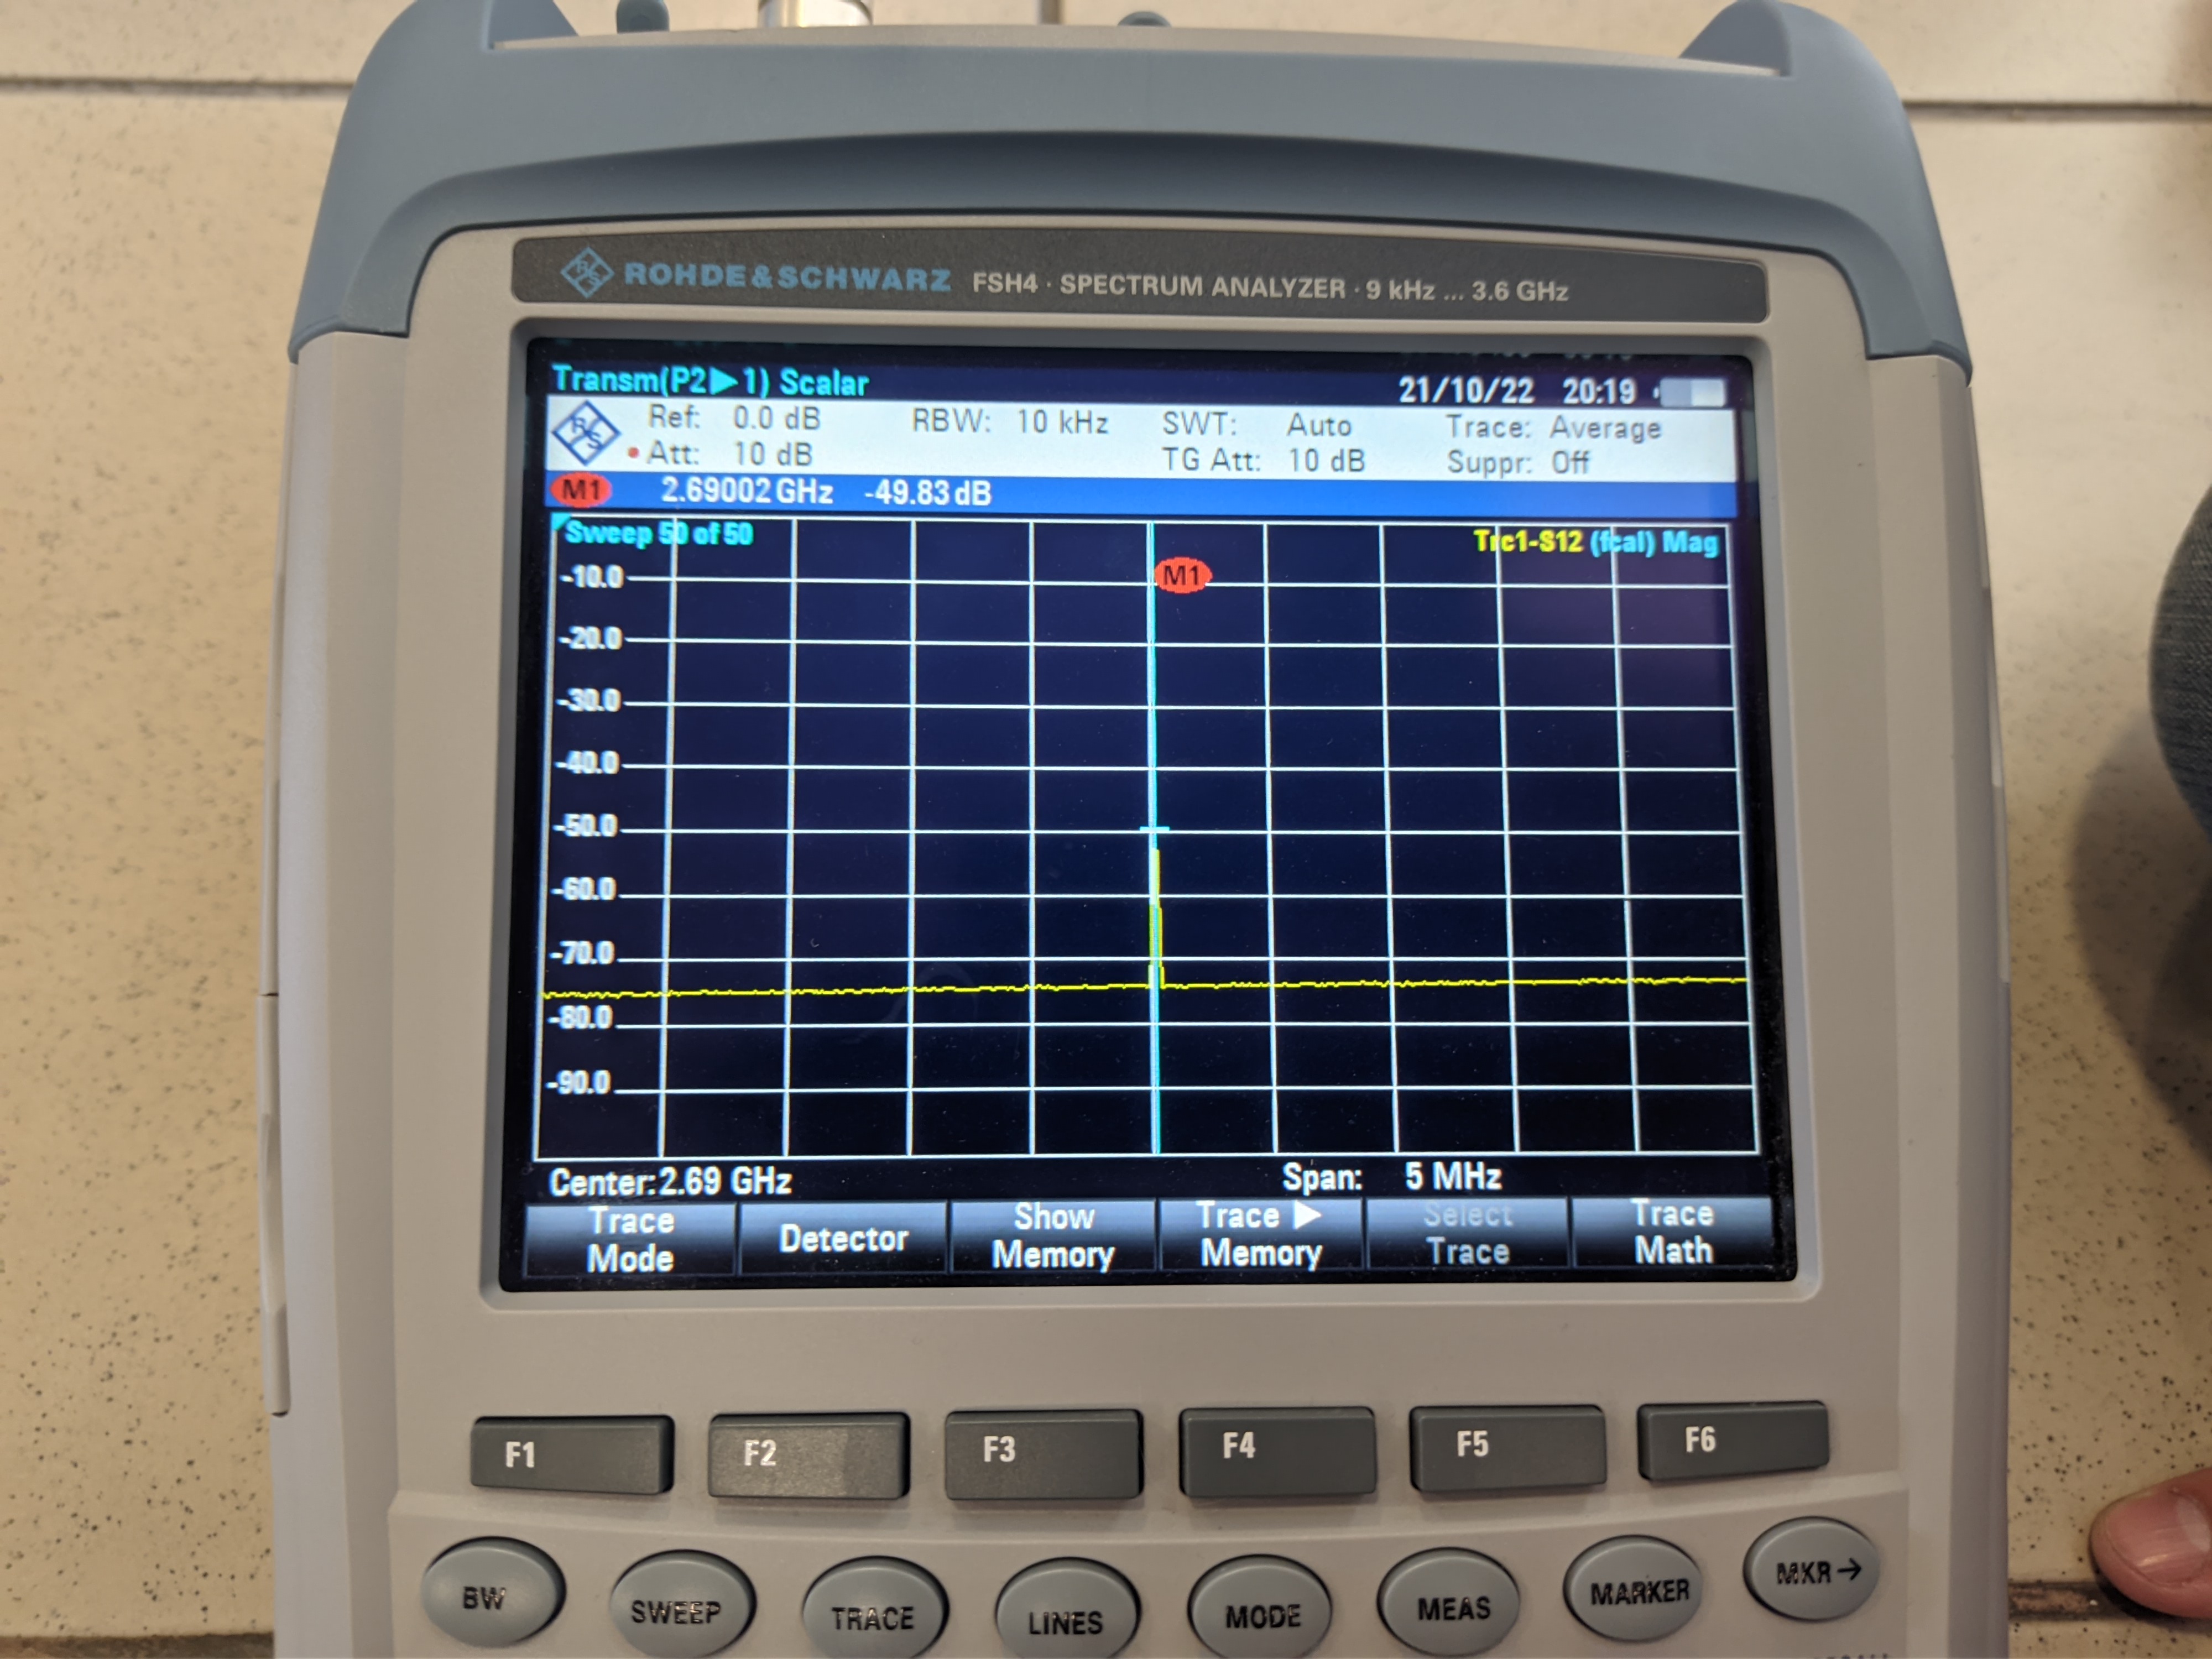 R&S ROHDE&SCHWARZ FSH4 · SPECTRUM ANALYZER · 9 kHz ... 3.6 GHz
Transm(P2▶1) Scalar 21/10/22 20:19
R&S Ref: 0.0 dB RBW: 10 kHz SWT: Auto Trace: Average
• Att: 10 dB TG Att: 10 dB Suppr: Off
M1 2.69002 GHz -49.83 dB
Sweep 50 of 50 Trc1-S12 (fcal) Mag
-10.0 M1
-20.0
-30.0
-40.0
-50.0
-60.0
-70.0
-80.0
-90.0
Center: 2.69 GHz Span: 5 MHz
Trace Mode Detector Show Memory Trace ▶ Memory Select Trace Trace Math
F1 F2 F3 F4 F5 F6
BW SWEEP TRACE LINES MODE MEAS MARKER MKR→